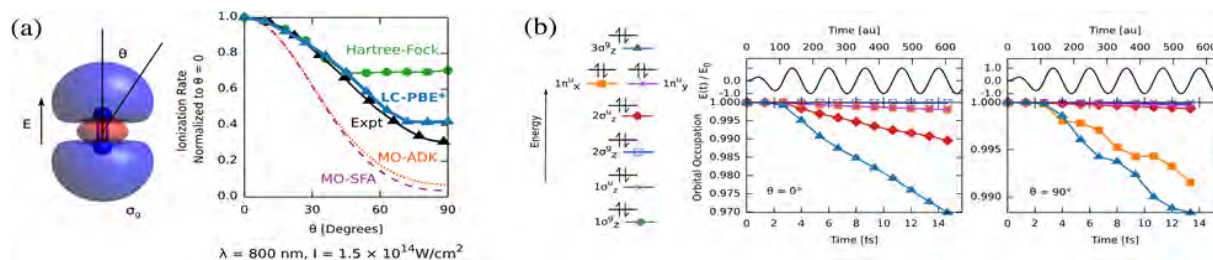 (a)
θ
E
σg
Ionization Rate
Normalized to θ = 0
1.0
0.8
0.6
0.4
0.2
0.0
Hartree-Fock
LC-PBE*
Expt
MO-ADK
MO-SFA
0 30 60 90
θ [Degrees]
λ = 800 nm, I = 1.5 × 10¹⁴W/cm²
(b)
Energy
3σᵍz
1πᵘx 1πᵘy
2σᵘz
2σᵍz
1σᵘz
1σᵍz
Time [au]
0 100 200 300 400 500 600
E(t) / E₀
0.0
-1.0
1.000
0.995
0.990
0.985
0.980
0.975
0.970
Orbital Occupation
θ = 0°
0 2 4 6 8 10 12 14
Time [fs]
Time [au]
0 100 200 300 400 500 600
1.0
0.0
-1.0
1.000
0.995
0.990
θ = 90°
0 2 4 6 8 10 12 14
Time [fs]